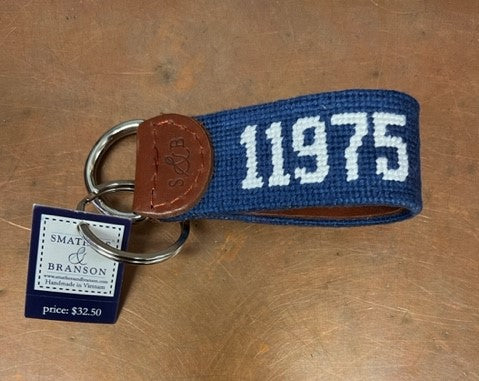 11975
S & B
SMATHERS
&
BRANSON
www.smathersandbranson.com
Handmade in Vietnam
price: $32.50